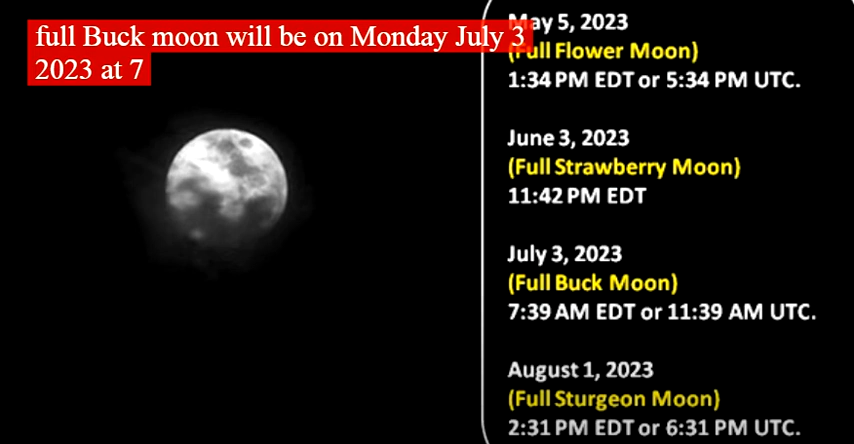 full Buck moon will be on Monday July 3
2023 at 7
May 5, 2023
(Full Flower Moon)
1:34 PM EDT or 5:34 PM UTC.
June 3, 2023
(Full Strawberry Moon)
11:42 PM EDT
July 3, 2023
(Full Buck Moon)
7:39 AM EDT or 11:39 AM UTC.
August 1, 2023
(Full Sturgeon Moon)
2:31 PM EDT or 6:31 PM UTC.